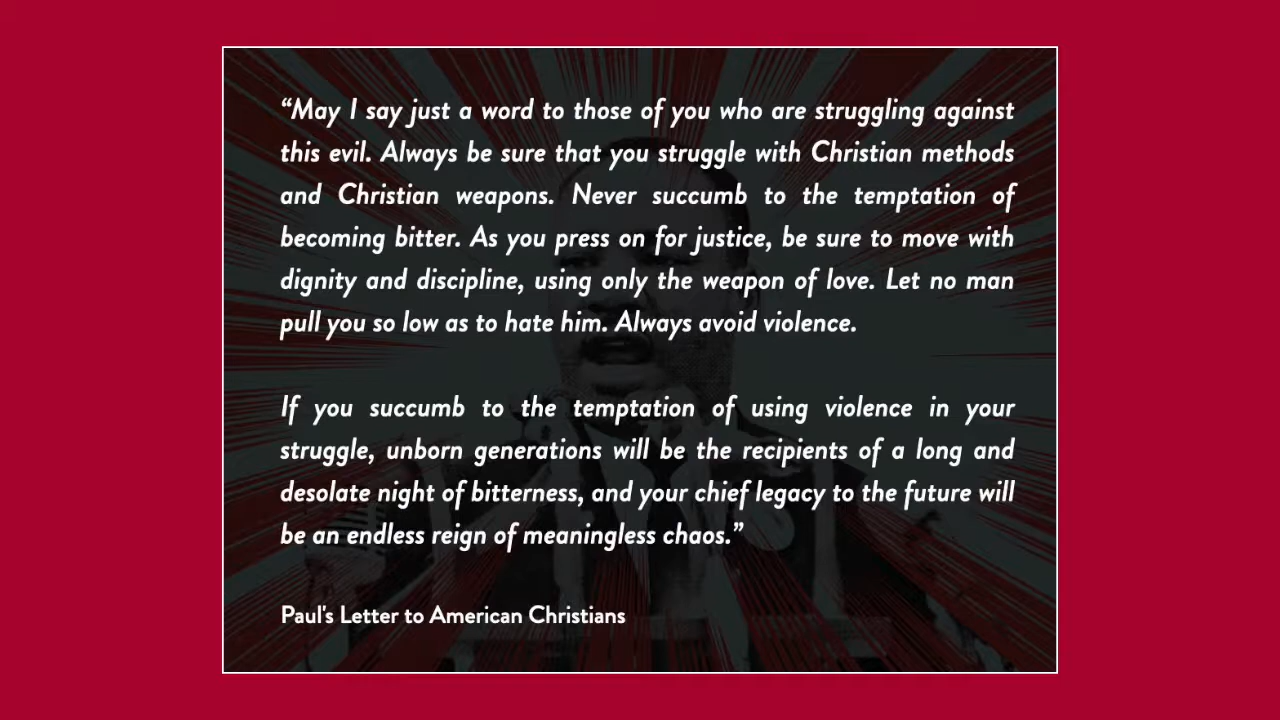 “May I say just a word to those of you who are struggling against
this evil. Always be sure that you struggle with Christian methods
and Christian weapons. Never succumb to the temptation of
becoming bitter. As you press on for justice, be sure to move with
dignity and discipline, using only the weapon of love. Let no man
pull you so low as to hate him. Always avoid violence.
If you succumb to the temptation of using violence in your
struggle, unborn generations will be the recipients of a long and
desolate night of bitterness, and your chief legacy to the future will
be an endless reign of meaningless chaos.”
Paul's Letter to American Christians